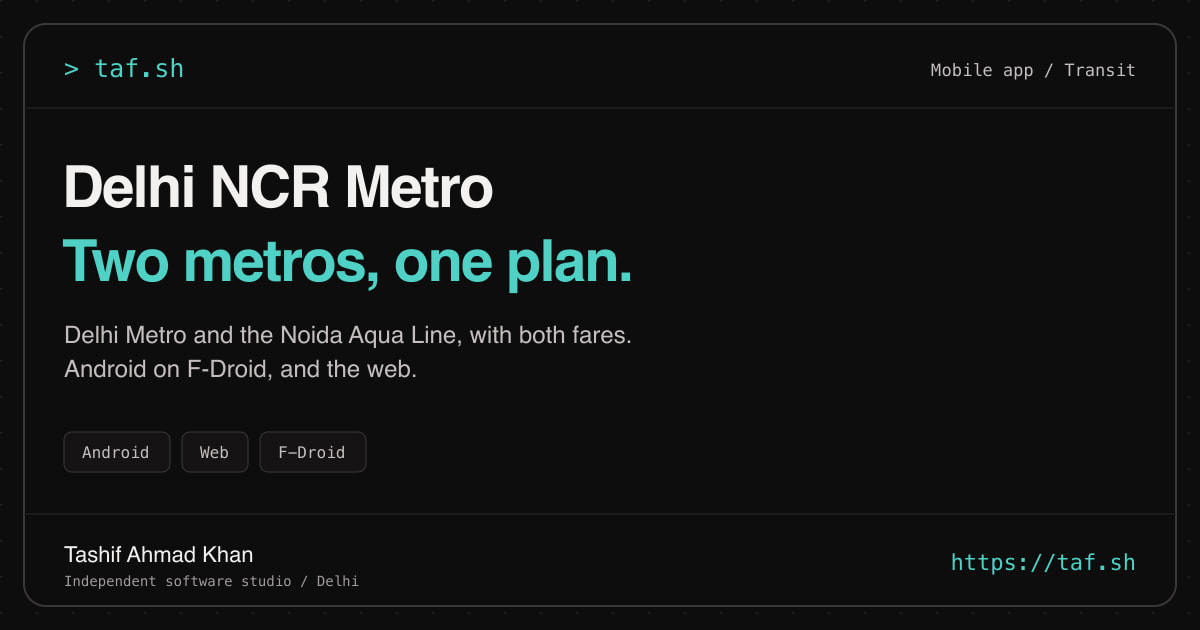 > taf.sh
Mobile app / Transit
Delhi NCR Metro
Two metros, one plan.
Delhi Metro and the Noida Aqua Line, with both fares.
Android on F-Droid, and the web.
Android
Web
F-Droid
Tashif Ahmad Khan
Independent software studio / Delhi
https://taf.sh